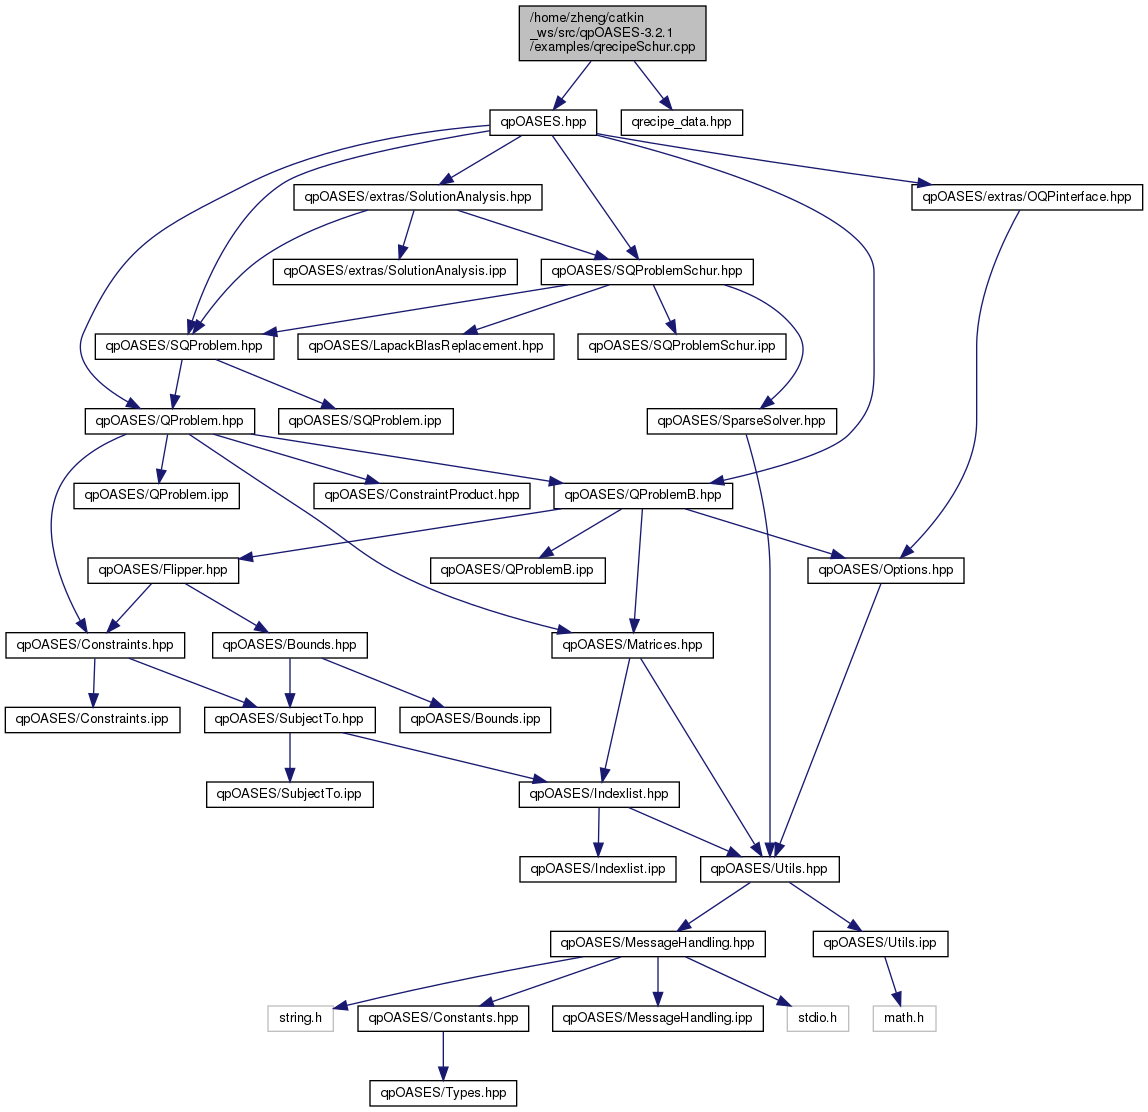 /home/zheng/catkin
_ws/src/qpOASES-3.2.1
/examples/qrecipeSchur.cpp
qpOASES.hpp
qrecipe_data.hpp
qpOASES/extras/SolutionAnalysis.hpp
qpOASES/extras/OQPinterface.hpp
qpOASES/extras/SolutionAnalysis.ipp
qpOASES/SQProblemSchur.hpp
qpOASES/SQProblem.hpp
qpOASES/LapackBlasReplacement.hpp
qpOASES/SQProblemSchur.ipp
qpOASES/QProblem.hpp
qpOASES/SQProblem.ipp
qpOASES/SparseSolver.hpp
qpOASES/QProblem.ipp
qpOASES/ConstraintProduct.hpp
qpOASES/QProblemB.hpp
qpOASES/Flipper.hpp
qpOASES/QProblemB.ipp
qpOASES/Options.hpp
qpOASES/Constraints.hpp
qpOASES/Bounds.hpp
qpOASES/Matrices.hpp
qpOASES/Constraints.ipp
qpOASES/SubjectTo.hpp
qpOASES/Bounds.ipp
qpOASES/SubjectTo.ipp
qpOASES/Indexlist.hpp
qpOASES/Indexlist.ipp
qpOASES/Utils.hpp
qpOASES/MessageHandling.hpp
qpOASES/Utils.ipp
string.h
qpOASES/Constants.hpp
qpOASES/MessageHandling.ipp
stdio.h
math.h
qpOASES/Types.hpp